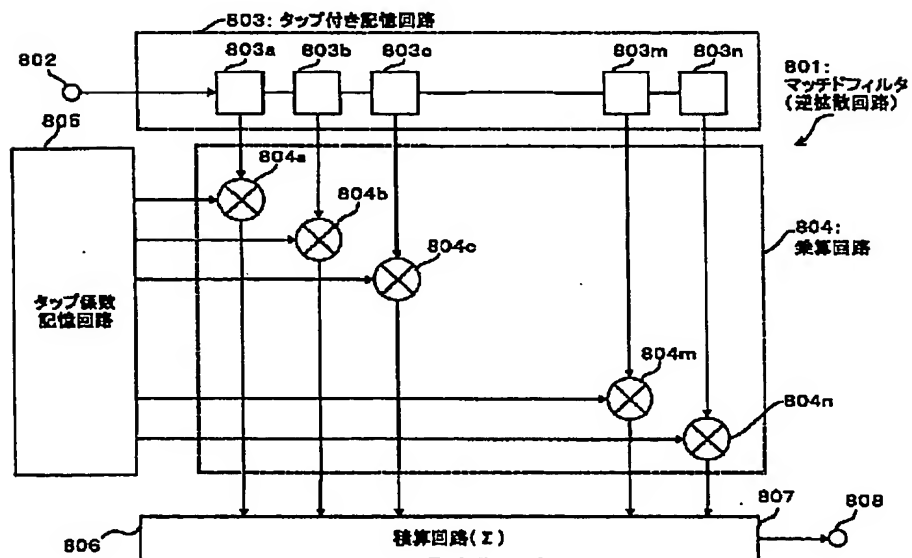 803: タップ付き記憶回路
802
803a
803b
803c
803m
803n
801:
マッチドフィルタ
(逆拡散回路)
805
804a
804b
804c
804:
乗算回路
タップ係数
記憶回路
804m
804n
806
積算回路(Σ)
807
808